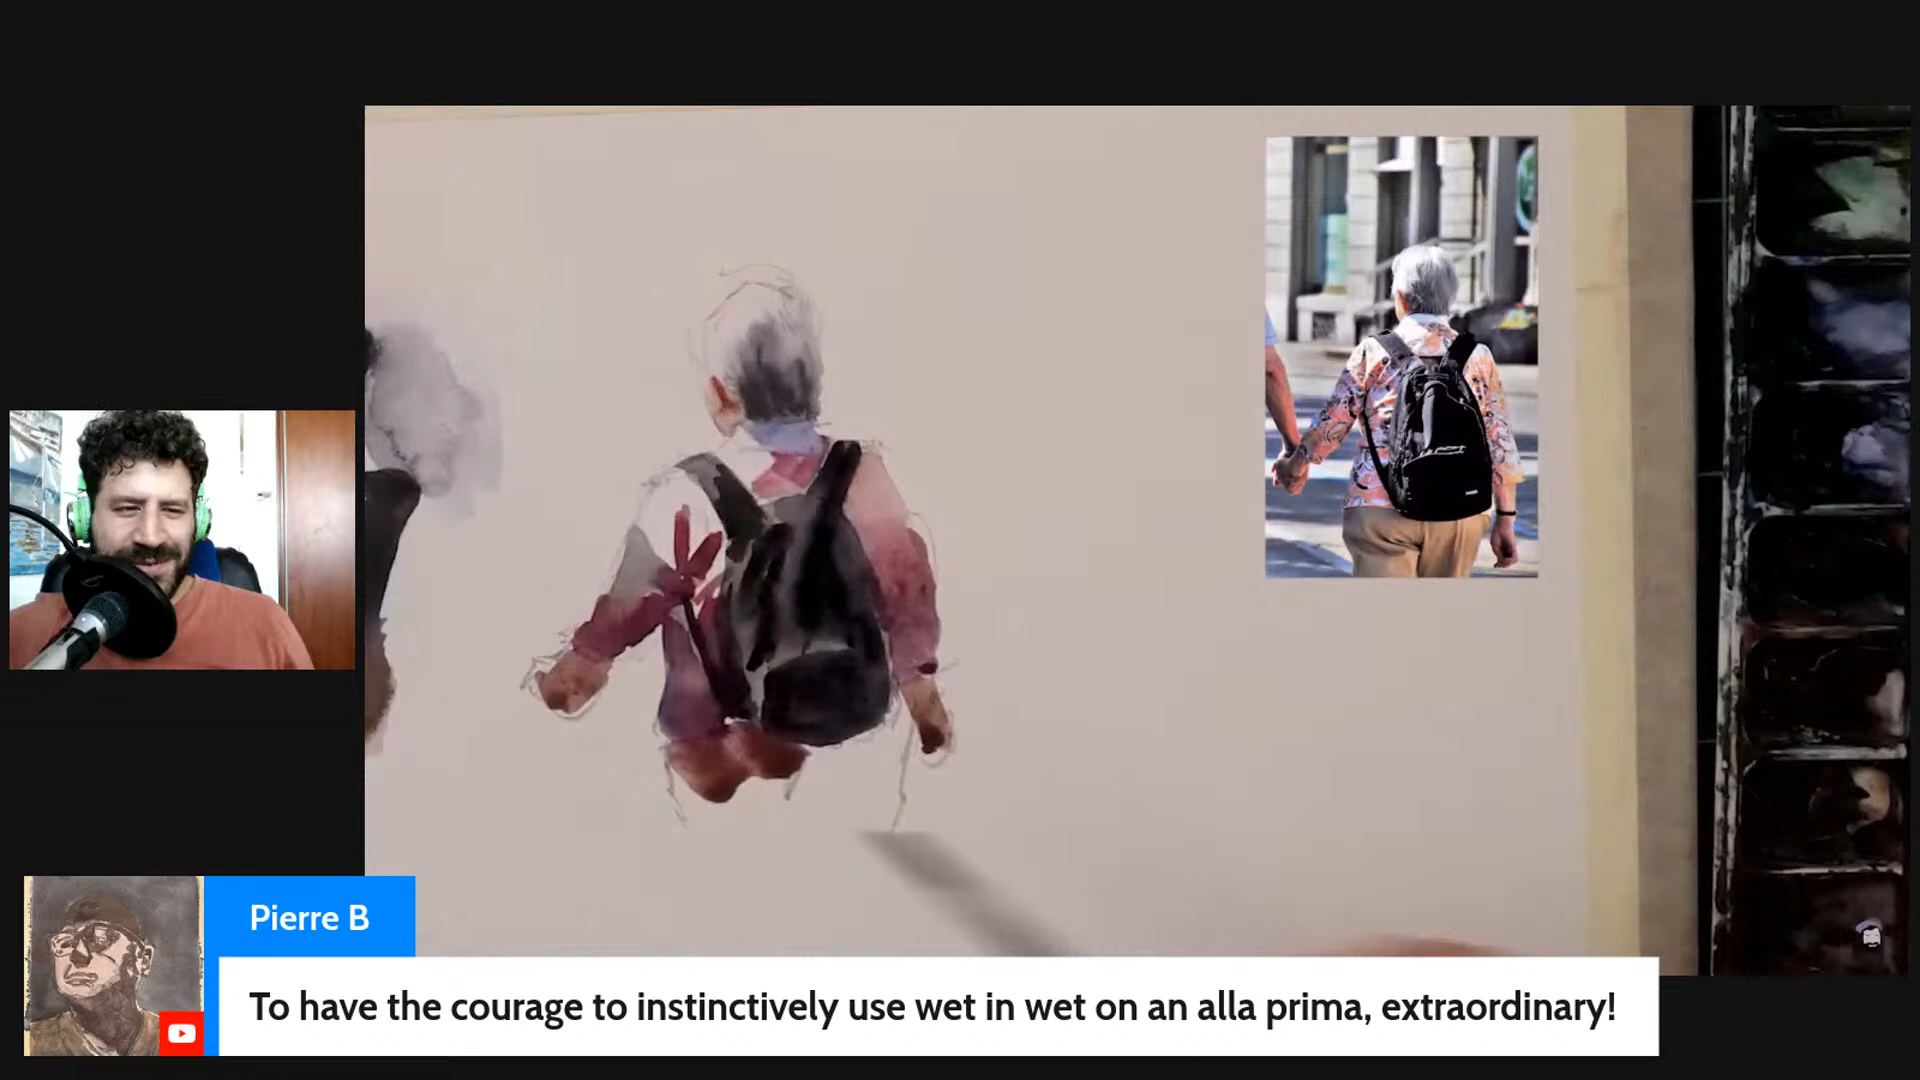 Pierre B
To have the courage to instinctively use wet in wet on an alla prima, extraordinary!